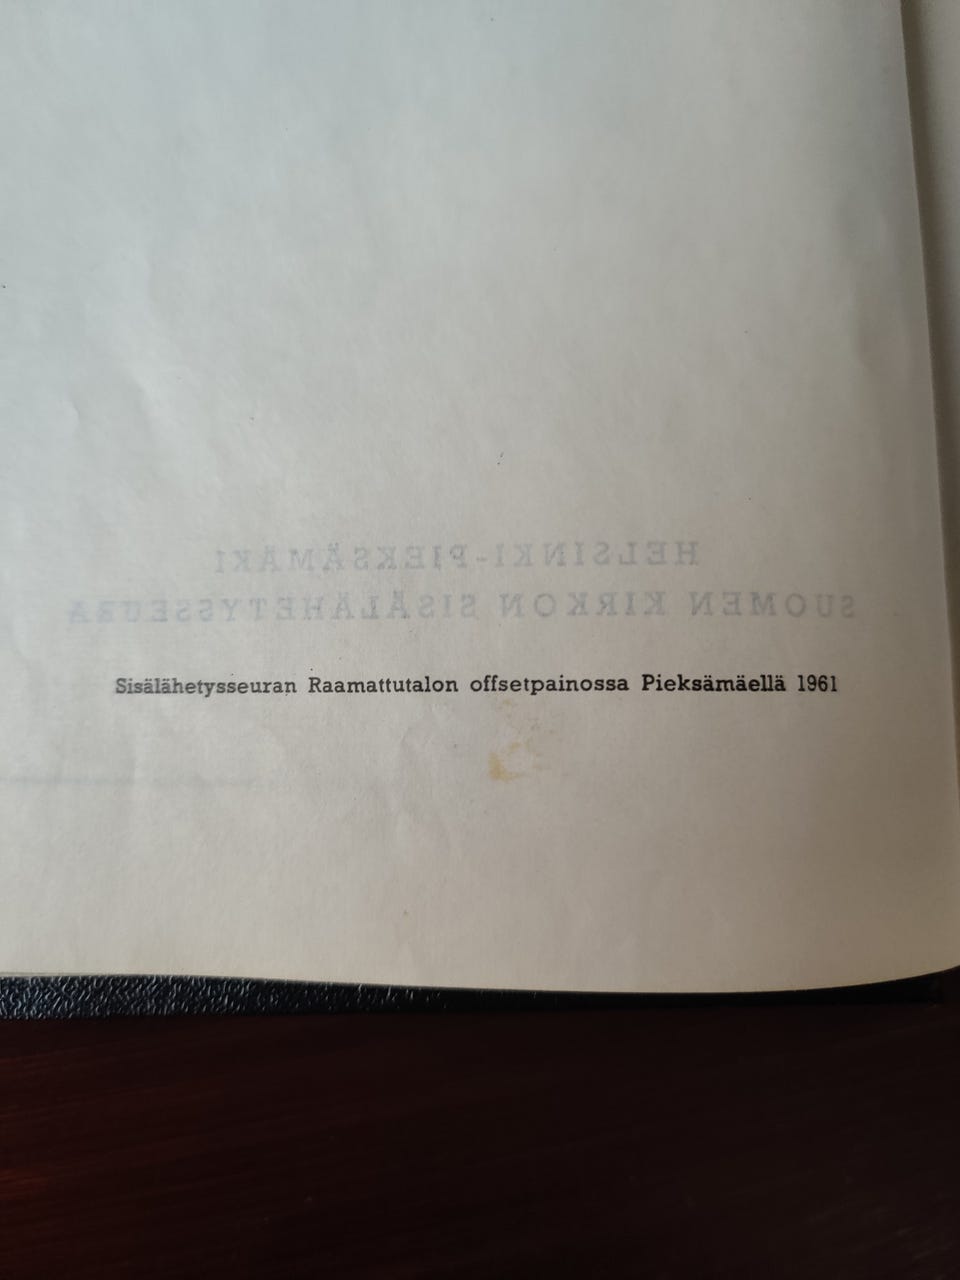 HELSINKI-PIEKSÄMÄKI
SUOMEN KIRKON SISÄLÄHETYSSEURA
Sisälähetysseuran Raamattutalon offsetpainossa Pieksämäellä 1961